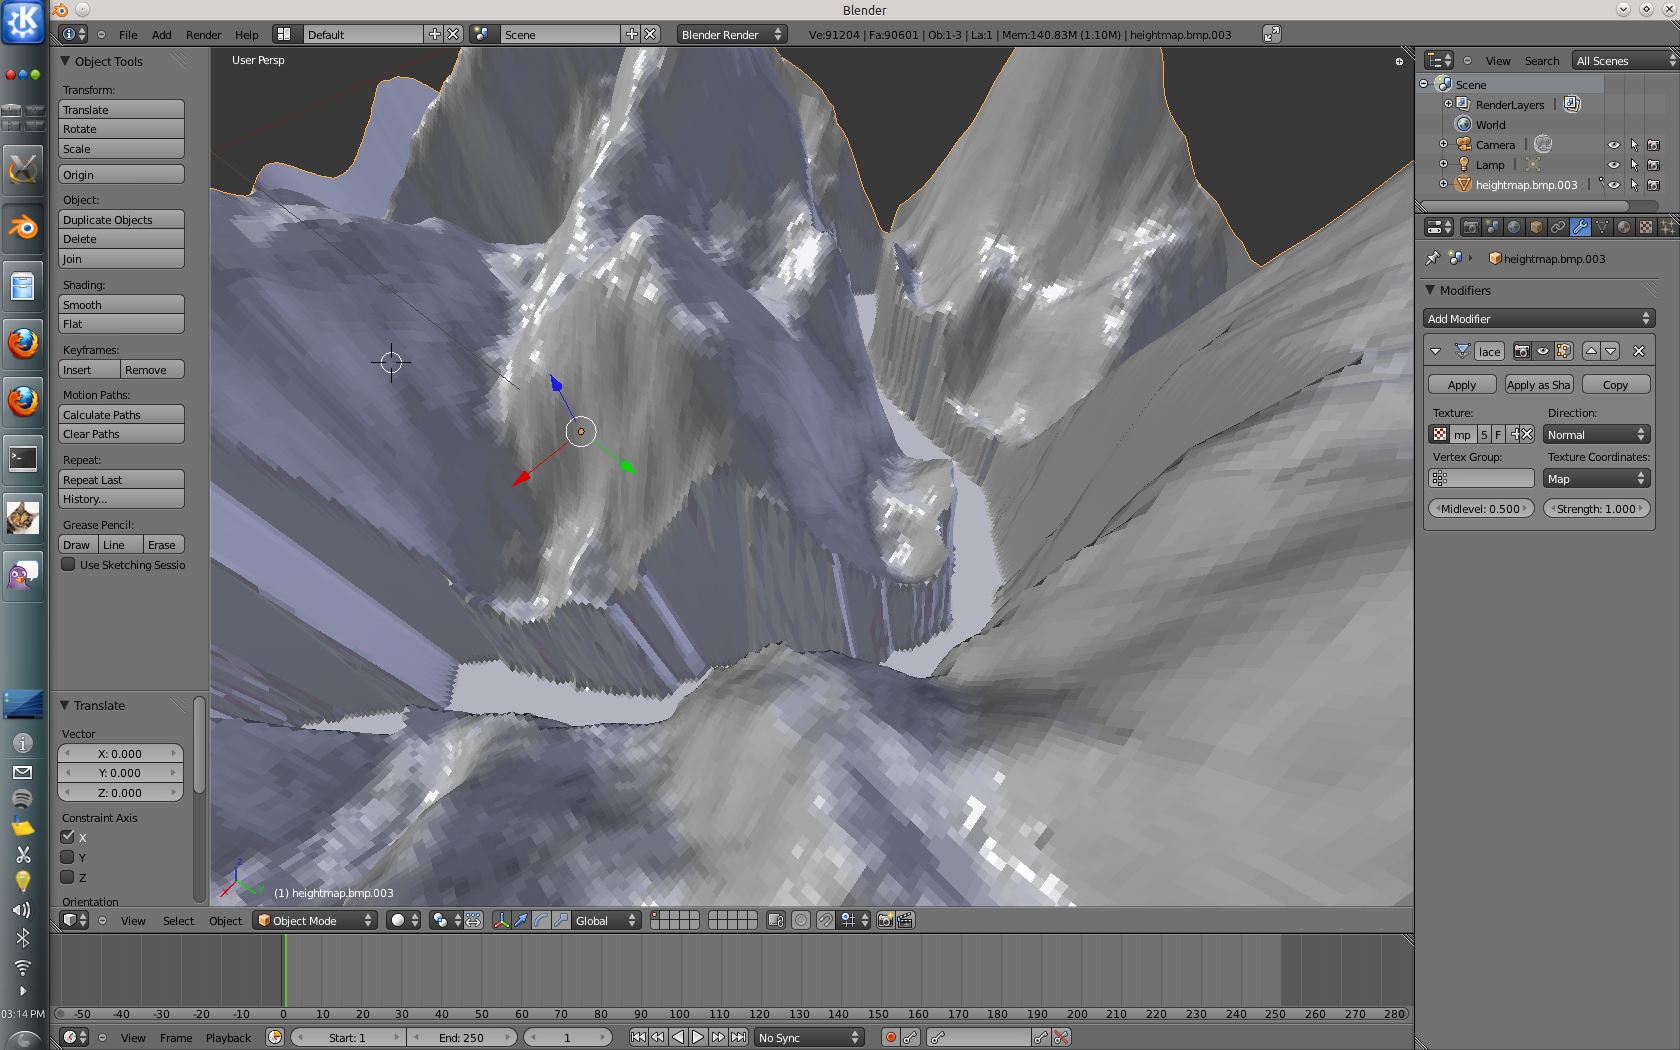 Blender
File Add Render Help Default Scene Blender Render Ve:91204 | Fa:90601 | Ob:1-3 | La:1 | Mem:140.83M (1.10M) | heightmap.bmp.003
Object Tools
Transform:
Translate
Rotate
Scale
Origin
Object:
Duplicate Objects
Delete
Join
Shading:
Smooth
Flat
Keyframes:
Insert Remove
Motion Paths:
Calculate Paths
Clear Paths
Repeat:
Repeat Last
History...
Grease Pencil:
Draw Line Erase
Use Sketching Sessio
Translate
Vector
X: 0.000
Y: 0.000
Z: 0.000
Constraint Axis
X
Y
Z
Orientation
User Persp
(1) heightmap.bmp.003
View Select Object Object Mode Global
View Search All Scenes
Scene
RenderLayers
World
Camera
Lamp
heightmap.bmp.003
heightmap.bmp.003
Modifiers
Add Modifier
lace
Apply Apply as Sha Copy
Texture: Direction:
mp 5 F Normal
Vertex Group: Texture Coordinates:
Map
Midlevel: 0.500 Strength: 1.000
-50 -40 -30 -20 -10 0 10 20 30 40 50 60 70 80 90 100 110 120 130 140 150 160 170 180 190 200 210 220 230 240 250 260 270 280
View Frame Playback Start: 1 End: 250 1 No Sync
03:14 PM